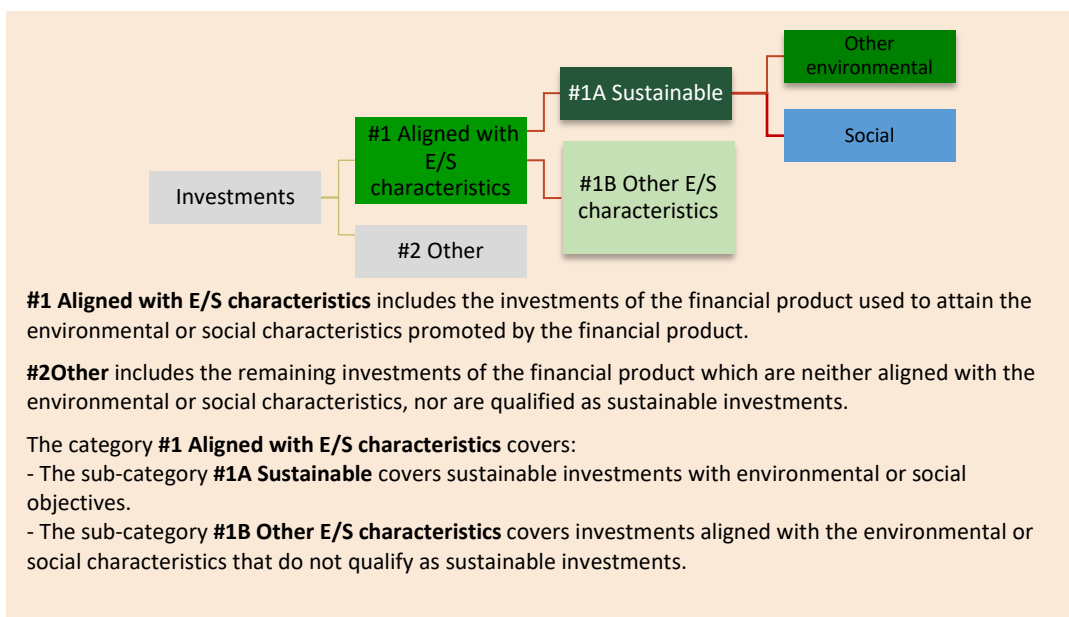 Other
environmental
#1A Sustainable
#1 Aligned with
E/S
characteristics
Social
Investments
#1B Other E/S
characteristics
#2 Other
#1 Aligned with E/S characteristics includes the investments of the financial product used to attain the
environmental or social characteristics promoted by the financial product.
#2Other includes the remaining investments of the financial product which are neither aligned with the
environmental or social characteristics, nor are qualified as sustainable investments.
The category #1 Aligned with E/S characteristics covers:
- The sub-category #1A Sustainable covers sustainable investments with environmental or social
objectives.
- The sub-category #1B Other E/S characteristics covers investments aligned with the environmental or
social characteristics that do not qualify as sustainable investments.